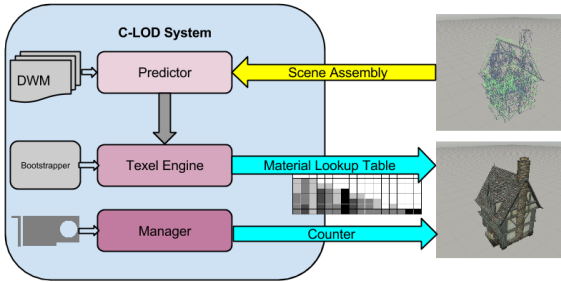 C-LOD System
DWM
Predictor
Scene Assembly
Bootstrapper
Texel Engine
Material Lookup Table
Manager
Counter